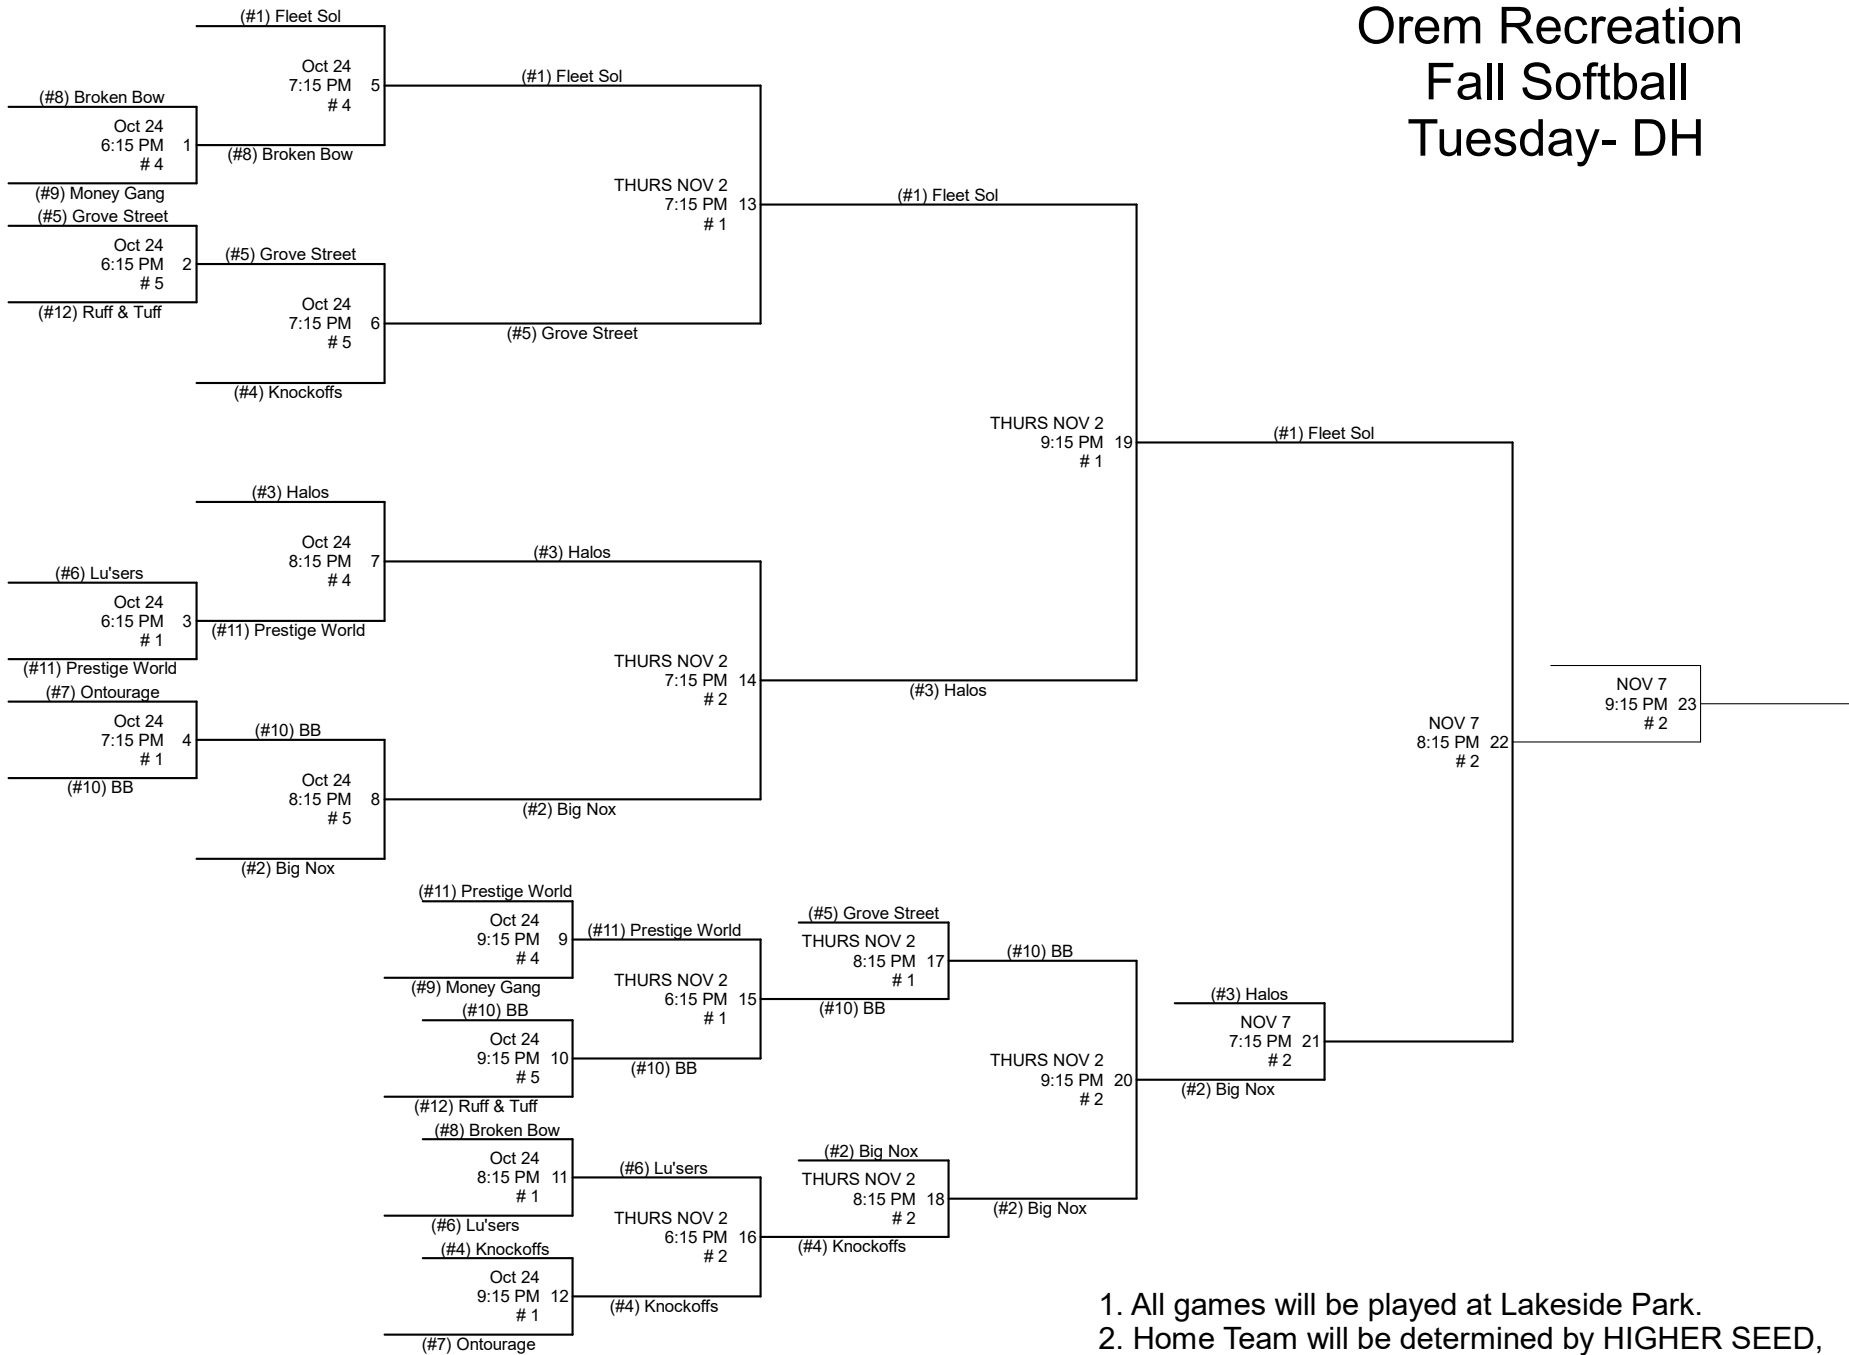 Orem Recreation
Fall Softball
Tuesday- DH
(#1) Fleet Sol
Oct 24
7:15 PM 5
# 4
(#8) Broken Bow
(#8) Broken Bow
Oct 24
6:15 PM 1
# 4
(#9) Money Gang
(#5) Grove Street
Oct 24
6:15 PM 2
# 5
(#12) Ruff & Tuff
(#5) Grove Street
Oct 24
7:15 PM 6
# 5
(#4) Knockoffs
(#1) Fleet Sol
THURS NOV 2
7:15 PM 13
# 1
(#5) Grove Street
(#1) Fleet Sol
THURS NOV 2
9:15 PM 19
# 1
(#3) Halos
(#1) Fleet Sol
(#3) Halos
Oct 24
8:15 PM 7
# 4
(#11) Prestige World
(#6) Lu'sers
Oct 24
6:15 PM 3
# 1
(#11) Prestige World
(#7) Ontourage
Oct 24
7:15 PM 4
# 1
(#10) BB
(#10) BB
Oct 24
8:15 PM 8
# 5
(#2) Big Nox
(#3) Halos
THURS NOV 2
7:15 PM 14
# 2
(#2) Big Nox
NOV 7
8:15 PM 22
# 2
NOV 7
9:15 PM 23
# 2
(#11) Prestige World
Oct 24
9:15 PM 9
# 4
(#9) Money Gang
(#10) BB
Oct 24
9:15 PM 10
# 5
(#12) Ruff & Tuff
(#8) Broken Bow
Oct 24
8:15 PM 11
# 1
(#6) Lu'sers
(#4) Knockoffs
Oct 24
9:15 PM 12
# 1
(#7) Ontourage
(#11) Prestige World
THURS NOV 2
6:15 PM 15
# 1
(#10) BB
(#6) Lu'sers
THURS NOV 2
6:15 PM 16
# 2
(#4) Knockoffs
(#5) Grove Street
THURS NOV 2
8:15 PM 17
# 1
(#10) BB
(#2) Big Nox
THURS NOV 2
8:15 PM 18
# 2
(#4) Knockoffs
(#10) BB
THURS NOV 2
9:15 PM 20
# 2
(#2) Big Nox
(#3) Halos
NOV 7
7:15 PM 21
# 2
(#2) Big Nox
1. All games will be played at Lakeside Park.
2. Home Team will be determined by HIGHER SEED,